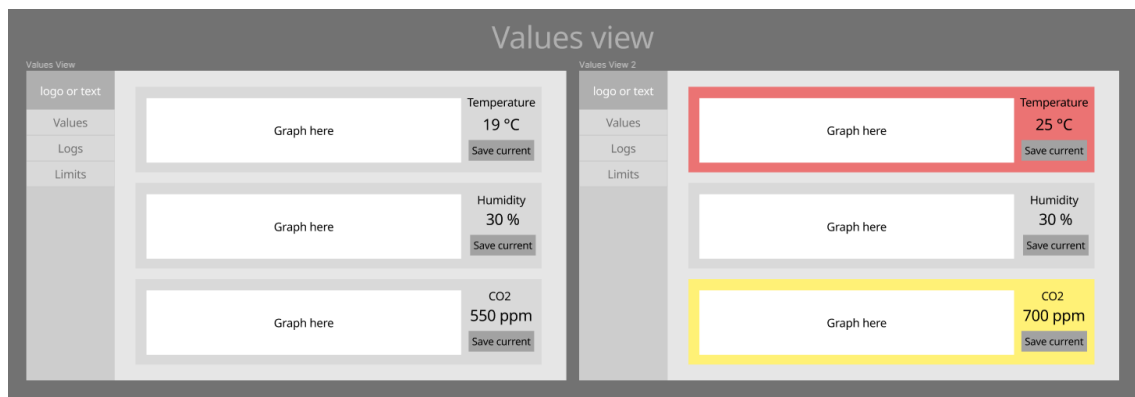 Values view
Values View
logo or text
Values
Logs
Limits
Graph here
Temperature
19 °C
Save current
Graph here
Humidity
30 %
Save current
Graph here
CO2
550 ppm
Save current
Values View 2
logo or text
Values
Logs
Limits
Graph here
Temperature
25 °C
Save current
Graph here
Humidity
30 %
Save current
Graph here
CO2
700 ppm
Save current